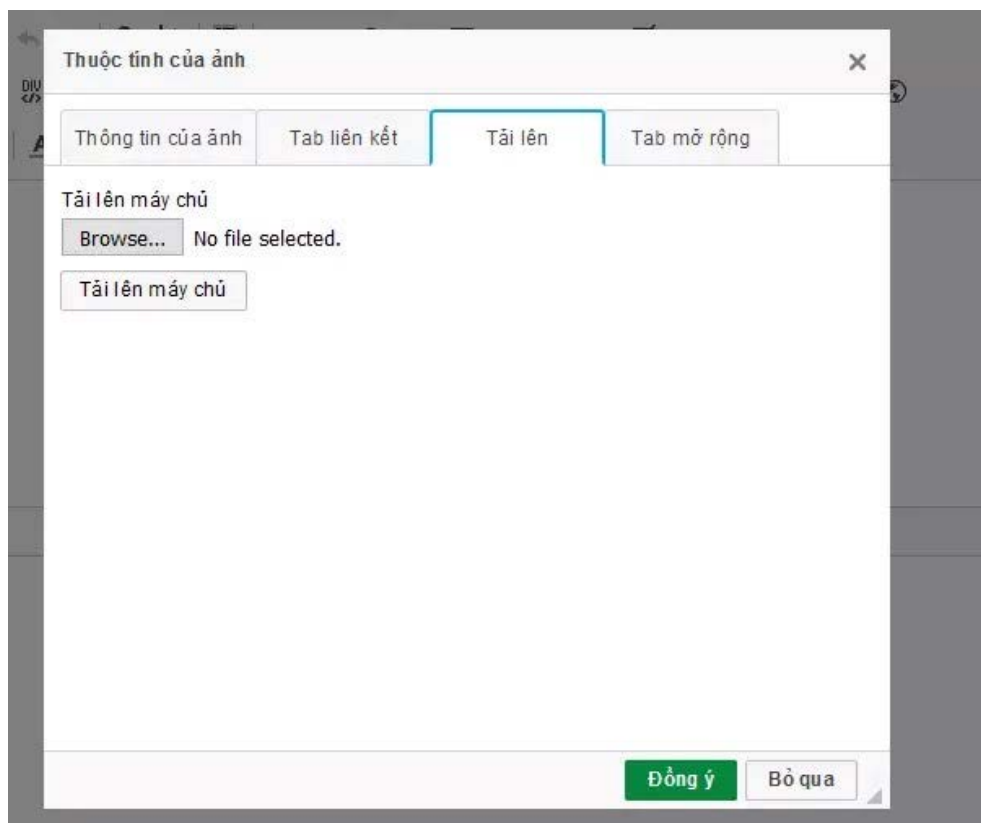 Thuộc tính của ảnh
DIV
Thông tin của ảnh Tab liên kết Tải lên Tab mở rộng
Tải lên máy chủ
Browse... No file selected.
Tải lên máy chủ
Đồng ý Bỏ qua